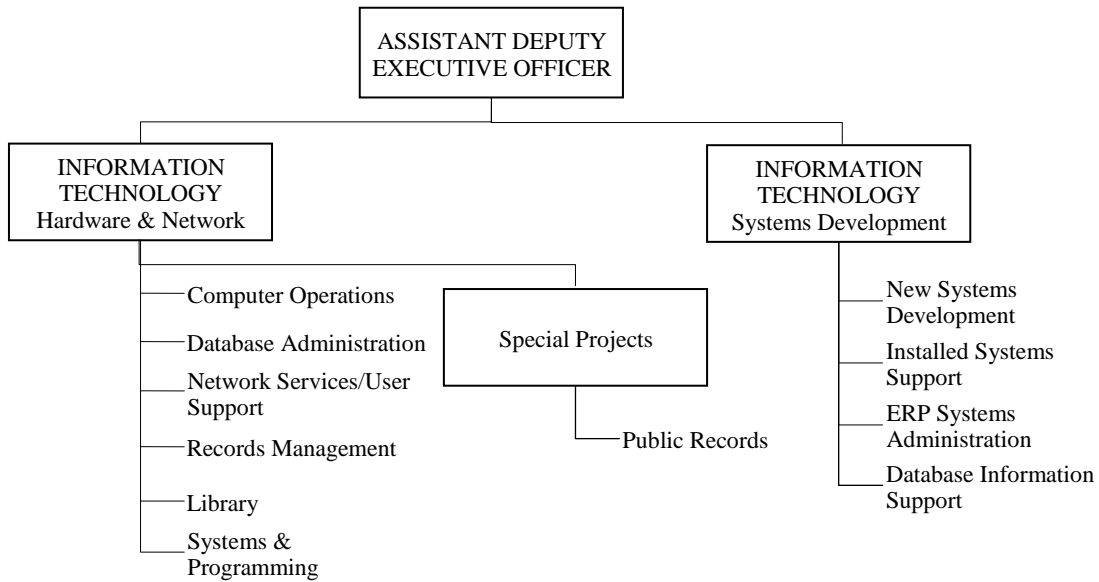 ASSISTANT DEPUTY
EXECUTIVE OFFICER
INFORMATION
TECHNOLOGY
Hardware & Network
Computer Operations
Database Administration
Network Services/User
Support
Records Management
Library
Systems &
Programming
Special Projects
Public Records
INFORMATION
TECHNOLOGY
Systems Development
New Systems
Development
Installed Systems
Support
ERP Systems
Administration
Database Information
Support